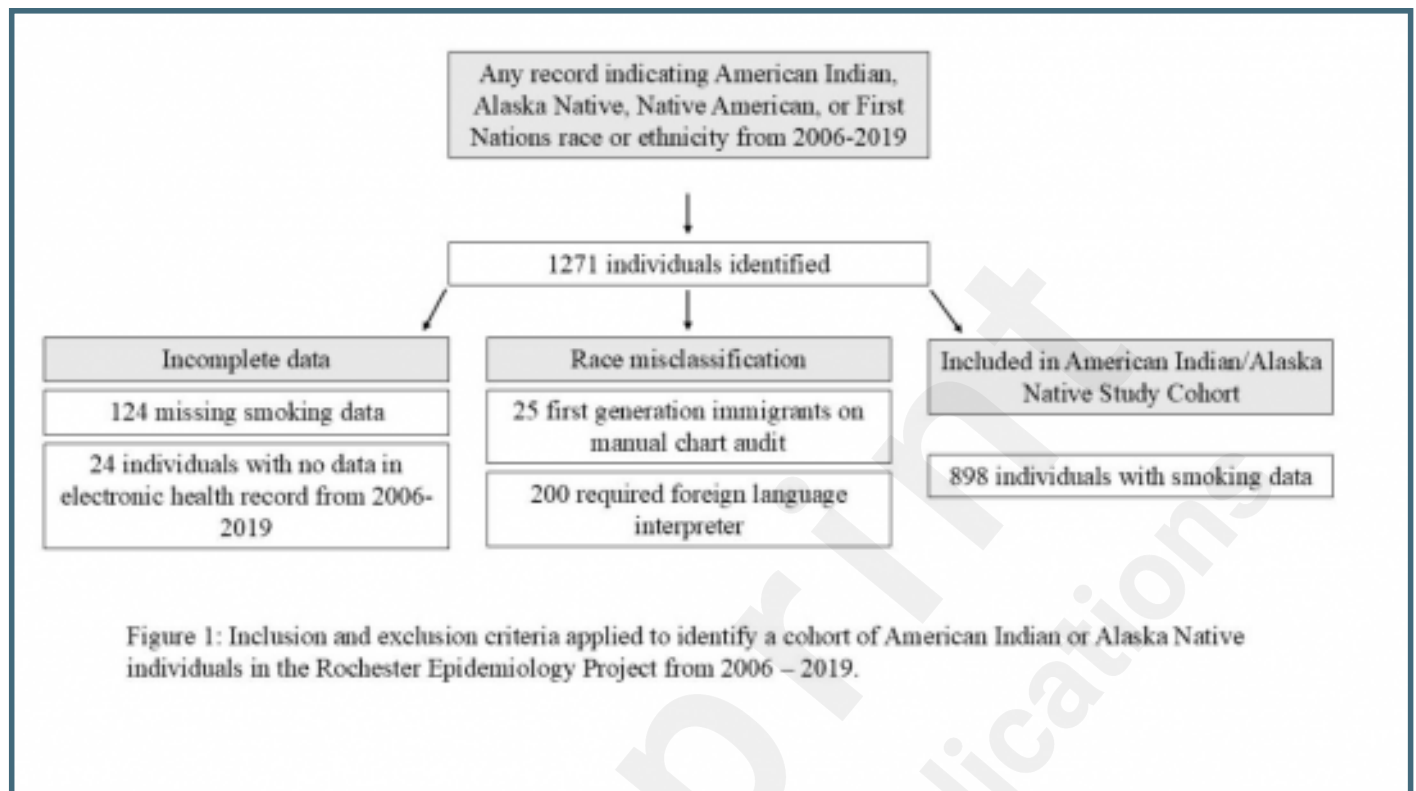 Any record indicating American Indian,
Alaska Native, Native American, or First
Nations race or ethnicity from 2006-2019
1271 individuals identified
Incomplete data
124 missing smoking data
24 individuals with no data in
electronic health record from 2006-
2019
Race misclassification
25 first generation immigrants on
manual chart audit
200 required foreign language
interpreter
Included in American Indian/Alaska
Native Study Cohort
898 individuals with smoking data
Figure 1: Inclusion and exclusion criteria applied to identify a cohort of American Indian or Alaska Native
individuals in the Rochester Epidemiology Project from 2006 – 2019.
print
lications